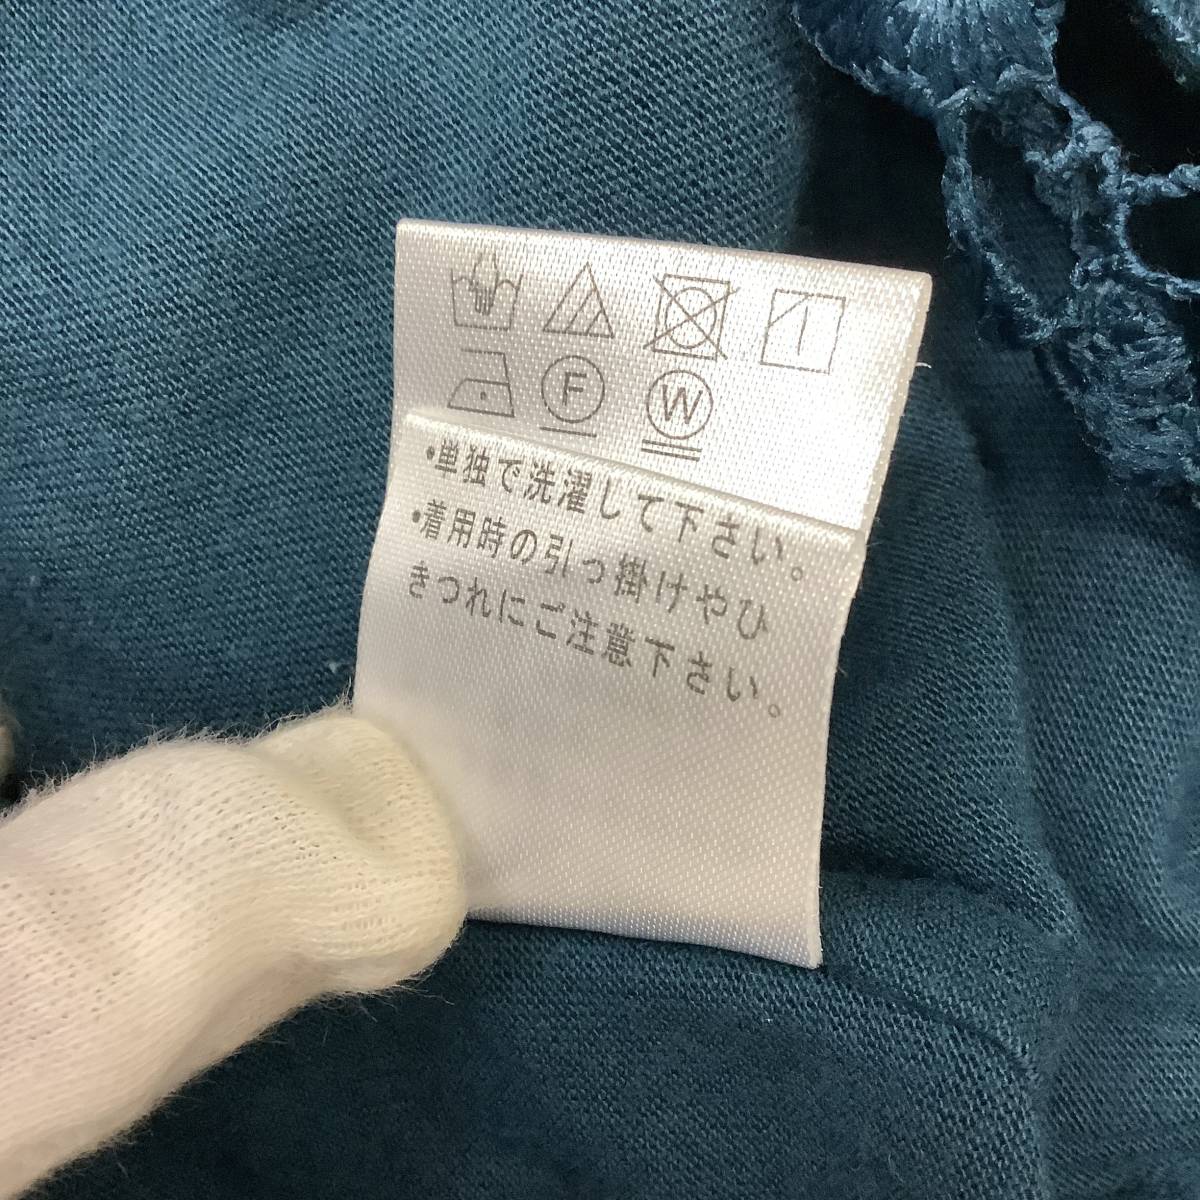 F W
・単独で洗濯して下さい。
・着用時の引っ掛けやひ
きつれにご注意下さい。